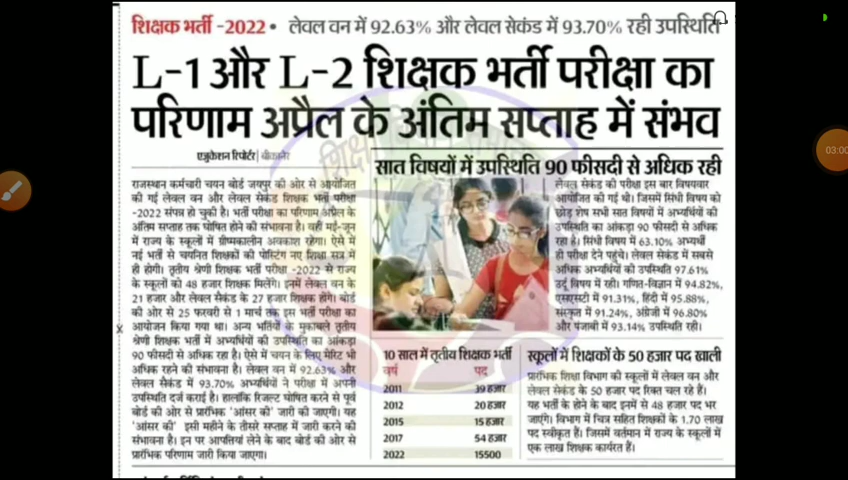 शिक्षक भर्ती -2022 • लेवल वन में 92.63% और लेवल सेकंड में 93.70% रही उपस्थिति
L-1 और L-2 शिक्षक भर्ती परीक्षा का
परिणाम अप्रैल के अंतिम सप्ताह में संभव
एजुकेशन रिपोर्टर | बीकानेर
राजस्थान कर्मचारी चयन बोर्ड जयपुर की ओर से आयोजित
की गई लेवल वन और लेवल सेकंड शिक्षक भर्ती परीक्षा
-2022 संपन्न हो चुकी है। भर्ती परीक्षा का परिणाम अप्रैल के
अंतिम सप्ताह तक घोषित होने की संभावना है। वहीं मई-जून
में राज्य के स्कूलों में ग्रीष्मकालीन अवकाश रहेगा। ऐसे में
नई भर्ती से चयनित शिक्षकों की पोस्टिंग नए शिक्षा सत्र में
ही होगी। तृतीय श्रेणी शिक्षक भर्ती परीक्षा -2022 से राज्य
के स्कूलों को 48 हजार शिक्षक मिलेंगे। इनमें लेवल वन के
21 हजार और लेवल सैकंड के 27 हजार शिक्षक होंगे। बोर्ड
की ओर से 25 फरवरी से 1 मार्च तक इस भर्ती परीक्षा का
आयोजन किया गया था। अन्य भर्तियों के मुकाबले तृतीय
श्रेणी शिक्षक भर्ती में अभ्यर्थियों की उपस्थिति का आंकड़ा
90 फीसदी से अधिक रहा है। ऐसे में चयन के लिए मैरिट भी
अधिक रहने की संभावना है। लेवल वन में 92.63% और
लेवल सेकंड में 93.70% अभ्यर्थियों ने परीक्षा में अपनी
उपस्थिति दर्ज कराई है। हालांकि रिजल्ट घोषित करने से पूर्व
बोर्ड की ओर से प्रारंभिक 'आंसर की' जारी की जाएगी। यह
'आंसर की' इसी महीने के तीसरे सप्ताह में जारी करने की
संभावना है। इन पर आपत्तियां लेने के बाद बोर्ड की ओर से
प्रारंभिक परिणाम जारी किया जाएगा।
सात विषयों में उपस्थिति 90 फीसदी से अधिक रही
लेवल सैकंड की परीक्षा इस बार विषयवार
आयोजित की गई थी। जिसमें सिंधी विषय को
छोड़ शेष सभी सात विषयों में अभ्यर्थियों की
उपस्थिति का आंकड़ा 90 फीसदी से अधिक
रहा है। सिंधी विषय में 63.10% अभ्यर्थी
ही परीक्षा देने पहुंचे। लेवल सेकंड में सबसे
अधिक अभ्यर्थियों की उपस्थिति 97.61%
उर्दू विषय में रही। गणित-विज्ञान में 94.82%,
एसएसटी में 91.31%, हिंदी में 95.88%,
संस्कृत में 91.24%, अंग्रेजी में 96.80%
और पंजाबी में 93.14% उपस्थिति रही।
10 साल में तृतीय शिक्षक भर्ती
वर्ष पद
2011 39 हजार
2012 20 हजार
2015 15 हजार
2017 54 हजार
2022 15500
स्कूलों में शिक्षकों के 50 हजार पद खाली
प्रारंभिक शिक्षा विभाग की स्कूलों में लेवल वन और
लेवल सेकंड के 50 हजार पद रिक्त चल रहे हैं।
यह भर्ती के होने के बाद इनमें से 48 हजार पद भर
जाएंगे। विभाग में चित्र सहित शिक्षकों के 1.70 लाख
पद स्वीकृत हैं। जिसमें वर्तमान में राज्य के स्कूलों में
एक लाख शिक्षक कार्यरत हैं।
03:00